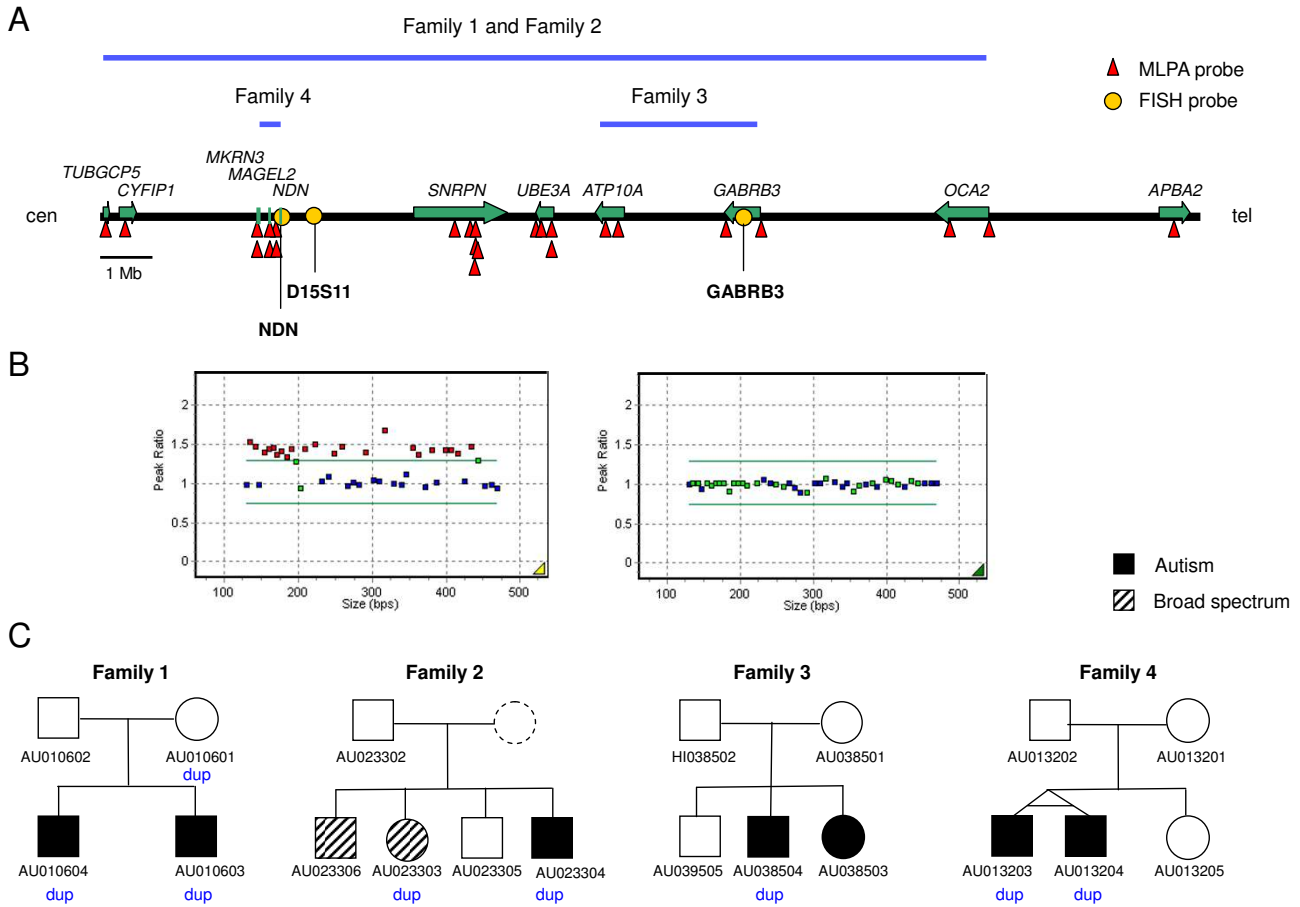 A
Family 1 and Family 2
MLPA probe
FISH probe
Family 4
Family 3
MKRN3
TUBGCP5
MAGEL2
CYFIP1
NDN
SNRPN
UBE3A
ATP10A
GABRB3
OCA2
APBA2
cen
tel
1 Mb
D15S11
GABRB3
NDN
B
Peak Ratio
2
1.5
1
0.5
0
100 200 300 400 500
Size (bps)
Peak Ratio
2
1.5
1
0.5
0
100 200 300 400 500
Size (bps)
Autism
Broad spectrum
C
Family 1
Family 2
Family 3
Family 4
AU010602
AU010601
dup
AU010604
dup
AU010603
dup
AU023302
AU023306
AU023303
dup
AU023305
AU023304
dup
HI038502
AU038501
AU039505
AU038504
dup
AU038503
AU013202
AU013201
AU013203
dup
AU013204
dup
AU013205